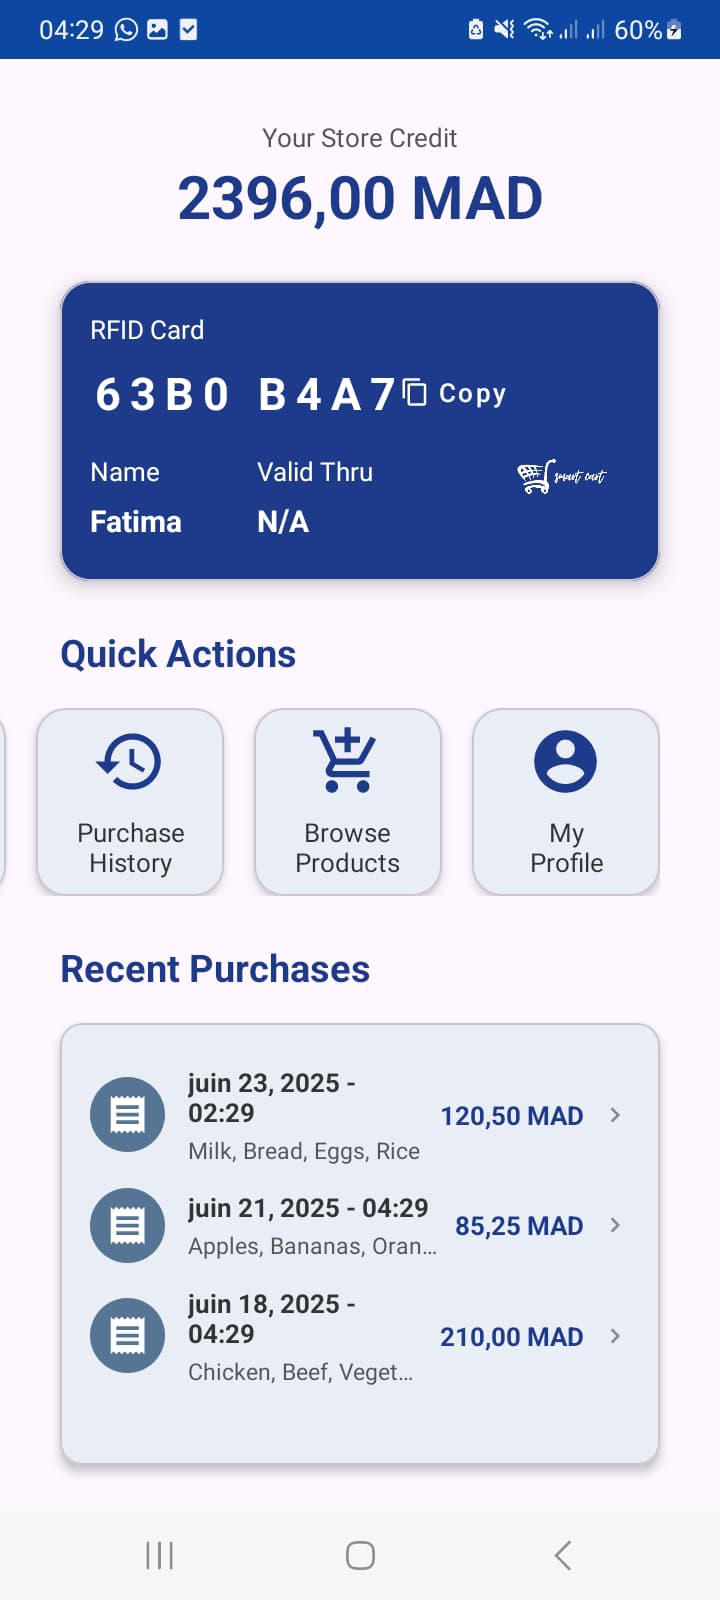 04:29
60%
Your Store Credit
2396,00 MAD
RFID Card
63B0 B4A7 Copy
Name Valid Thru
smart cart
Fatima N/A
Quick Actions
Purchase
History
Browse
Products
My
Profile
Recent Purchases
juin 23, 2025 -
02:29
120,50 MAD
Milk, Bread, Eggs, Rice
juin 21, 2025 - 04:29
85,25 MAD
Apples, Bananas, Oran...
juin 18, 2025 -
04:29
210,00 MAD
Chicken, Beef, Veget...